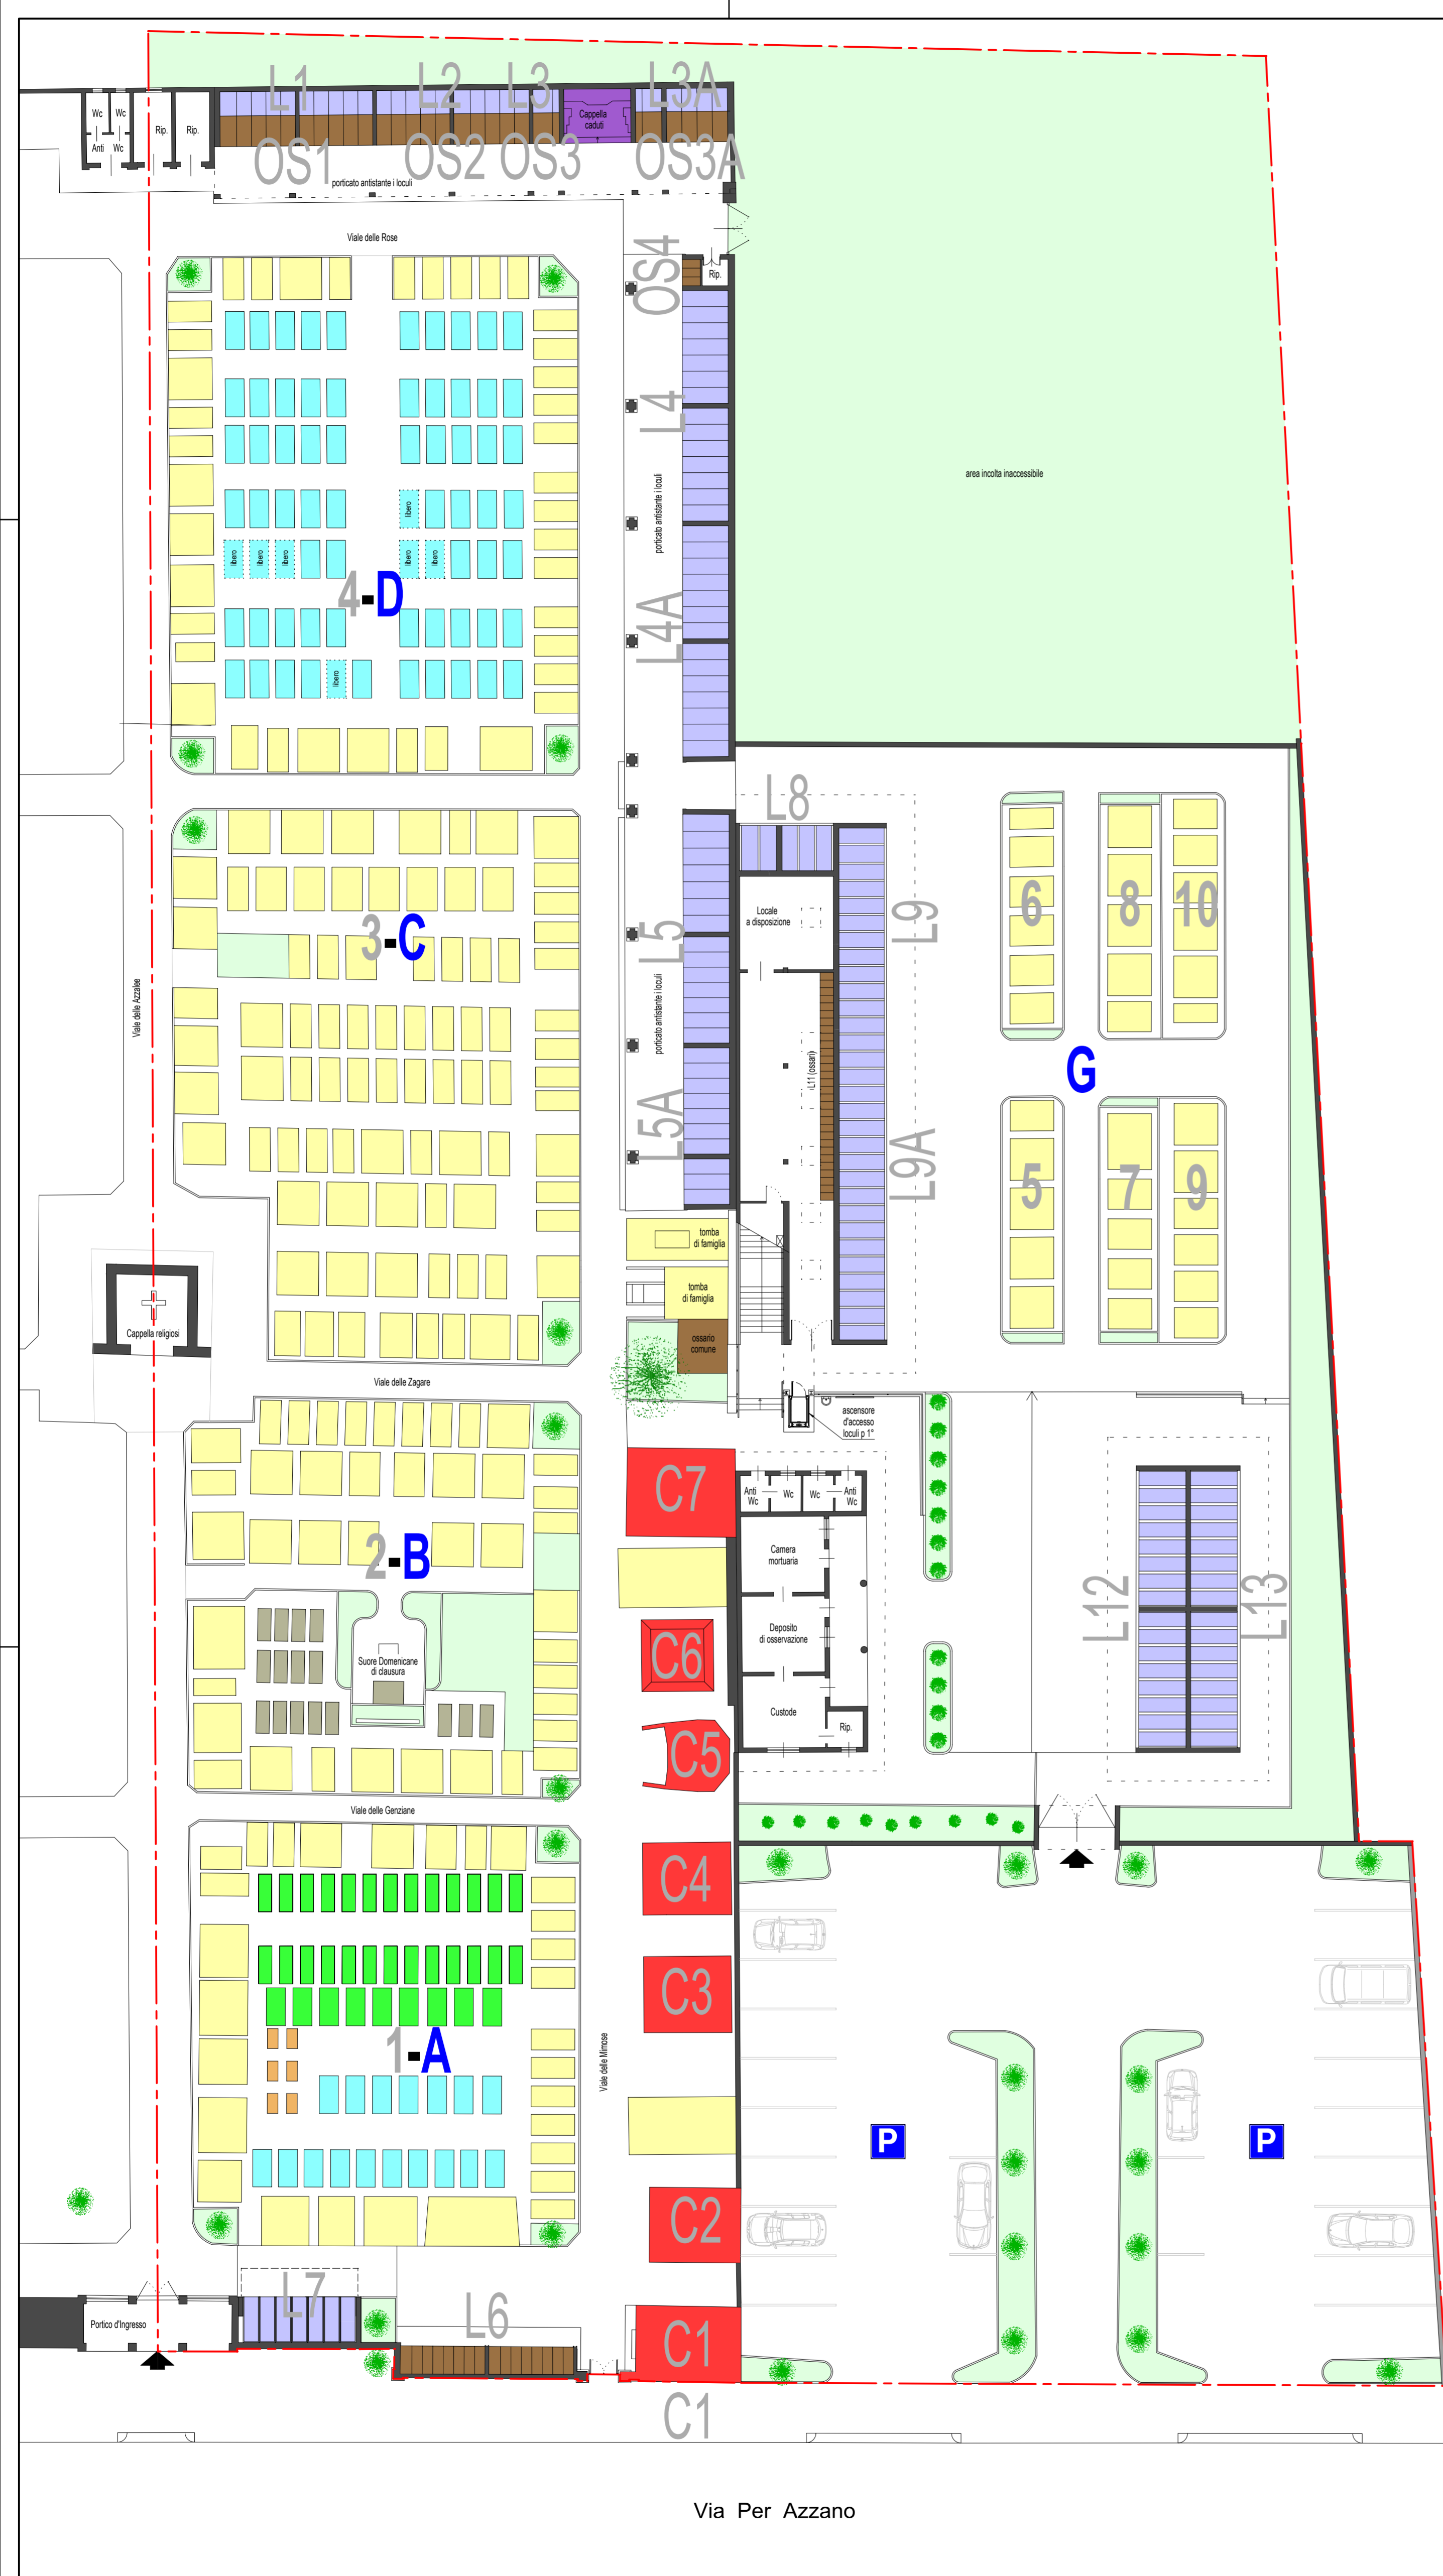 L1
L2
L3
L3A
Wc
Wc
Anti
Wc
Rip.
Rip.
Cappella
caduti
OS1
OS2
OS3
OS3A
porticato antistante i loculi
Viale delle Rose
OS4
Rip.
L4
porticato antistante i loculi
area incolta inaccessibile
libero
libero
libero
libero
libero
libero
4-D
L4A
libero
L8
Locale
a disposizione
L9
6
8
10
3-C
L5
porticato antistante i loculi
Viale delle Azzalee
L11 (ossari)
G
L5A
L9A
5
7
9
tomba
di famiglia
tomba
di famiglia
ossario
comune
Cappella religiosi
Viale delle Zagare
ascensore
d'accesso
loculi p 1°
C7
Anti
Wc
Wc
Wc
Anti
Wc
Camera
mortuaria
2-B
L12
L13
Deposito
di osservazione
C6
Suore Domenicane
di clausura
Custode
Rip.
C5
Viale delle Genziane
C4
C3
1-A
Viale delle Mimose
P
P
C2
L7
L6
Portico d'Ingresso
C1
C1
Via Per Azzano